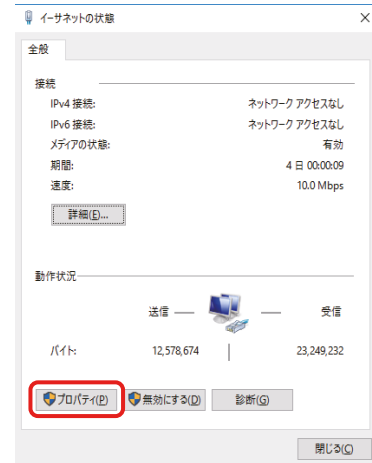 イーサネットの状態
全般
接続
IPv4 接続: ネットワーク アクセスなし
IPv6 接続: ネットワーク アクセスなし
メディアの状態: 有効
期間: 4 日 00:00:09
速度: 10.0 Mbps
詳細(E)...
動作状況
送信 受信
バイト: 12,578,674 23,249,232
プロパティ(P) 無効にする(D) 診断(G)
閉じる(C)